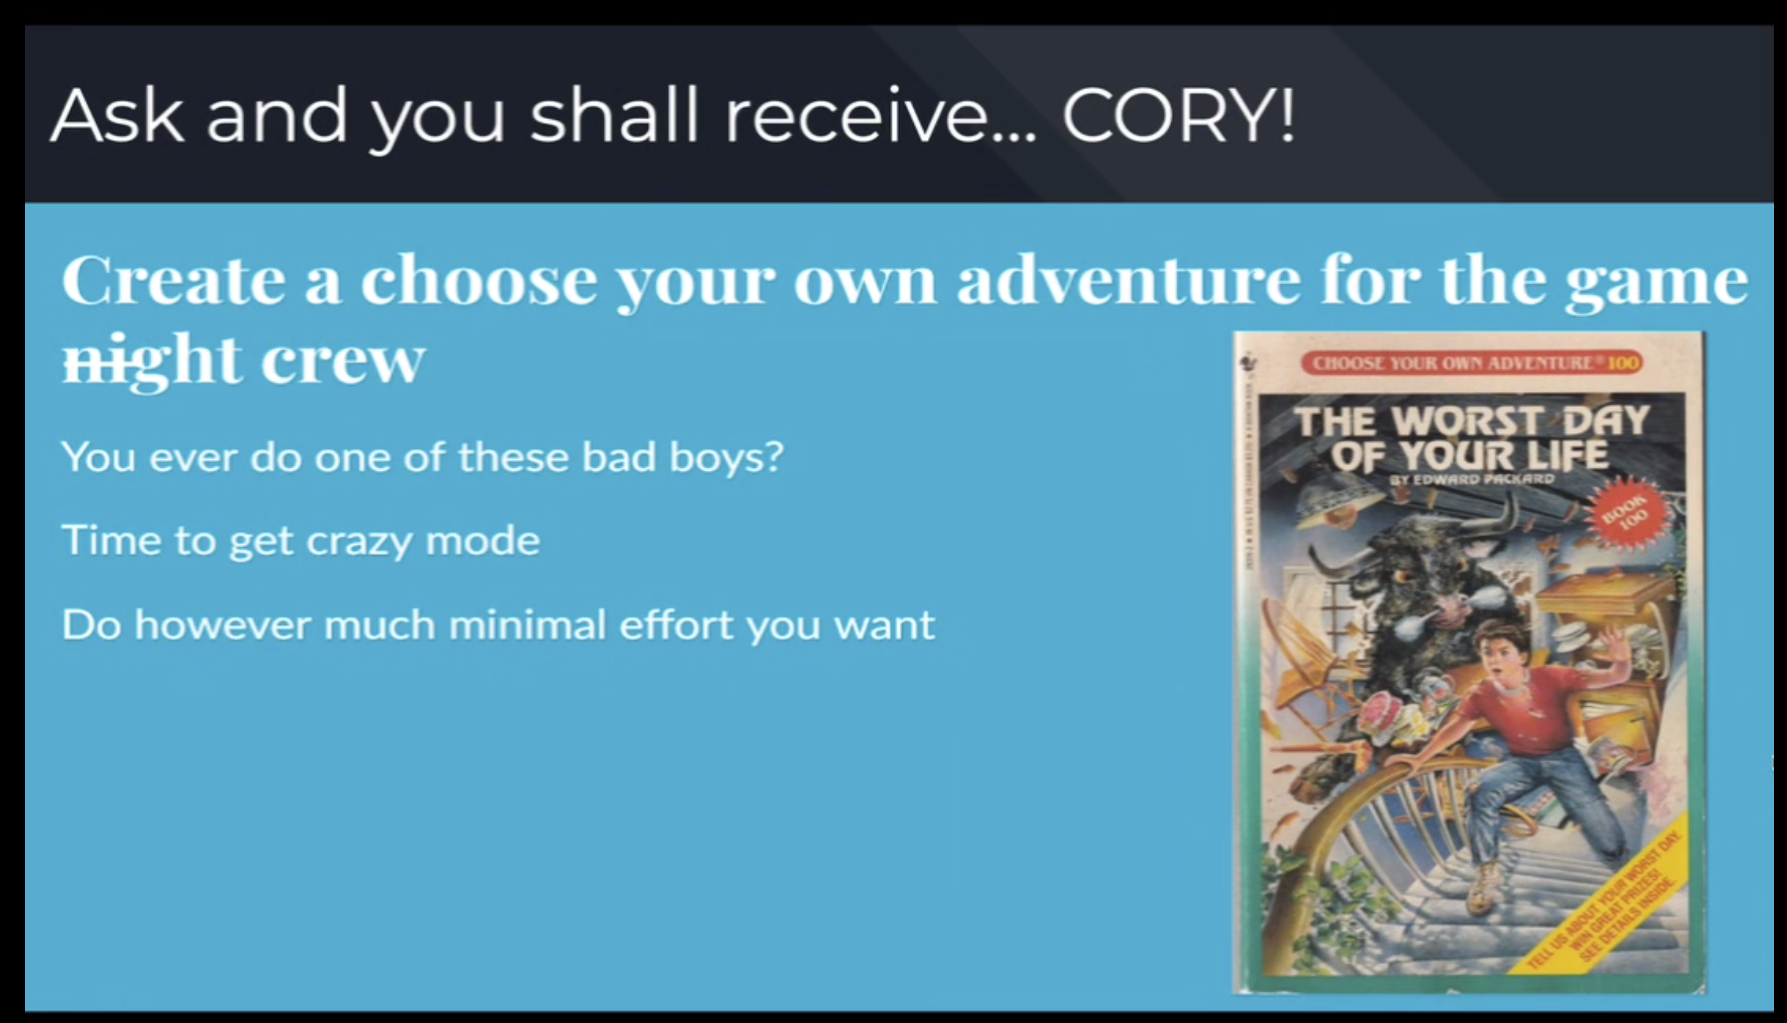 Ask and you shall receive... CORY!
Create a choose your own adventure for the game
night crew
You ever do one of these bad boys?
Time to get crazy mode
Do however much minimal effort you want
CHOOSE YOUR OWN ADVENTURE® 100
THE WORST DAY
OF YOUR LIFE
BY EDWARD PACKARD
BOOK
100
TELL US ABOUT YOUR WORST DAY.
WIN GREAT PRIZES!
SEE DETAILS INSIDE.